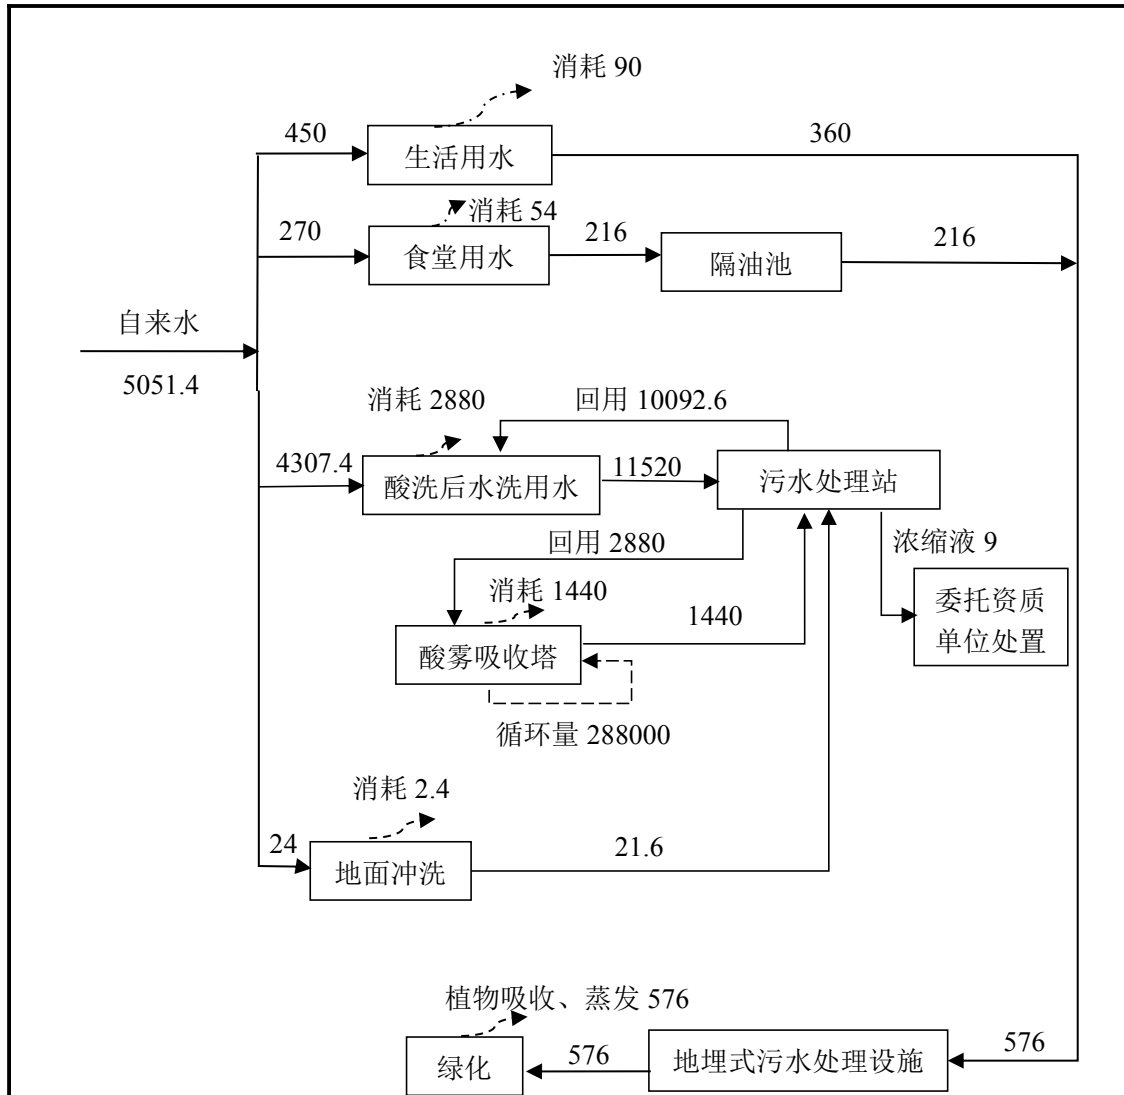 消耗 90
450
生活用水
360
消耗 54
270
食堂用水
216
隔油池
216
自来水
5051.4
消耗 2880
回用 10092.6
4307.4
酸洗后水洗用水
11520
污水处理站
回用 2880
浓缩液 9
消耗 1440
1440
委托资质
单位处置
酸雾吸收塔
循环量 288000
消耗 2.4
24
地面冲洗
21.6
植物吸收、蒸发 576
绿化
576
地埋式污水处理设施
576